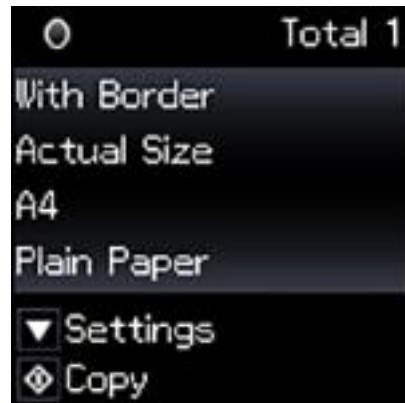 Total 1
With Border
Actual Size
A4
Plain Paper
Settings
Copy